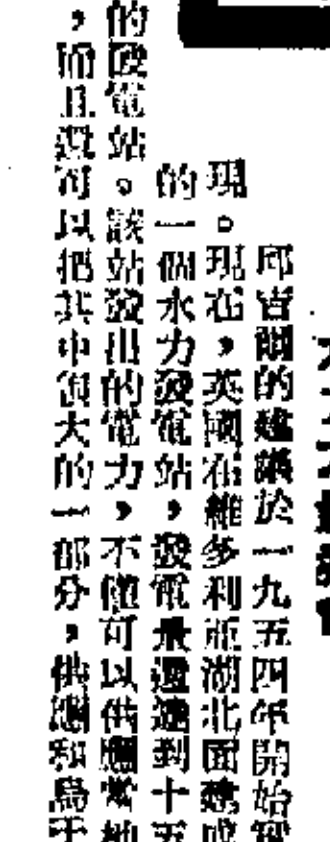 邱吉爾的建議於一九五四年開始實
現。現在，英國在維多利亞湖北面建成
的一個水力發電站，發電量還達到十五
的發電站。該站發出的電力，不僅可以供應當
，而且還可以把其中大的一部分，供應和烏干